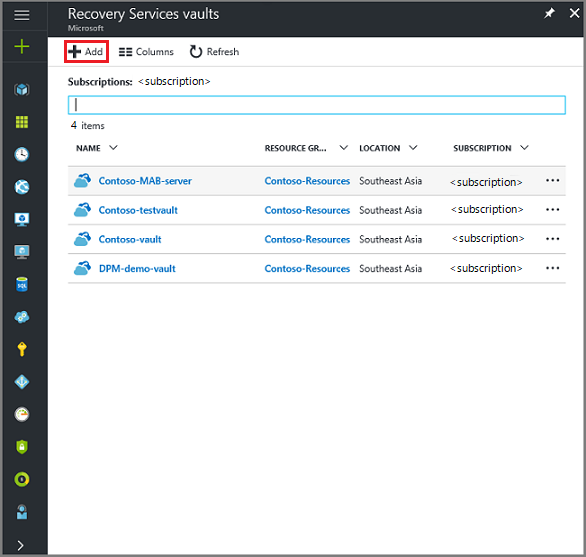 Recovery Services vaults
Microsoft
Add Columns Refresh
Subscriptions: <subscription>
4 items
NAME RESOURCE GR... LOCATION SUBSCRIPTION
Contoso-MAB-server Contoso-Resources Southeast Asia <subscription> ...
Contoso-testvault Contoso-Resources Southeast Asia <subscription> ...
Contoso-vault Contoso-Resources Southeast Asia <subscription> ...
DPM-demo-vault Contoso-Resources Southeast Asia <subscription> ...
SQL